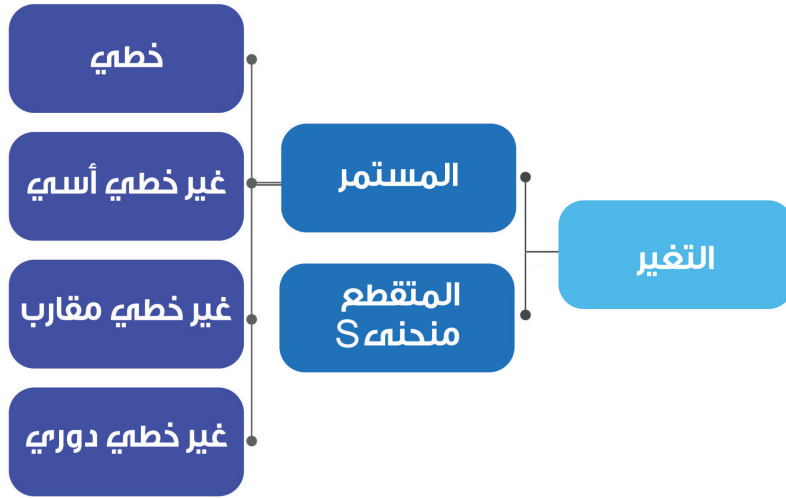 التغير
المستمر
المتقطع
منحنى S
خطي
غير خطي أسي
غير خطي مقارب
غير خطي دوري